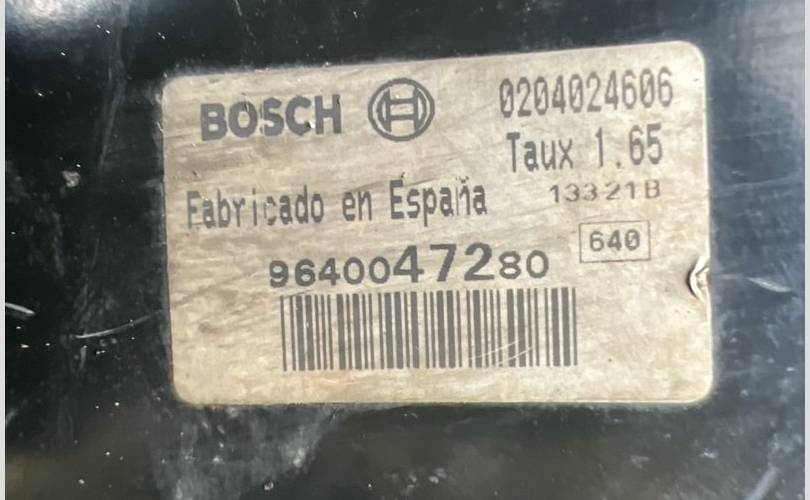 BOSCH 0204024606
Taux 1.65
Fabricado en España 13321B
640
9640047280